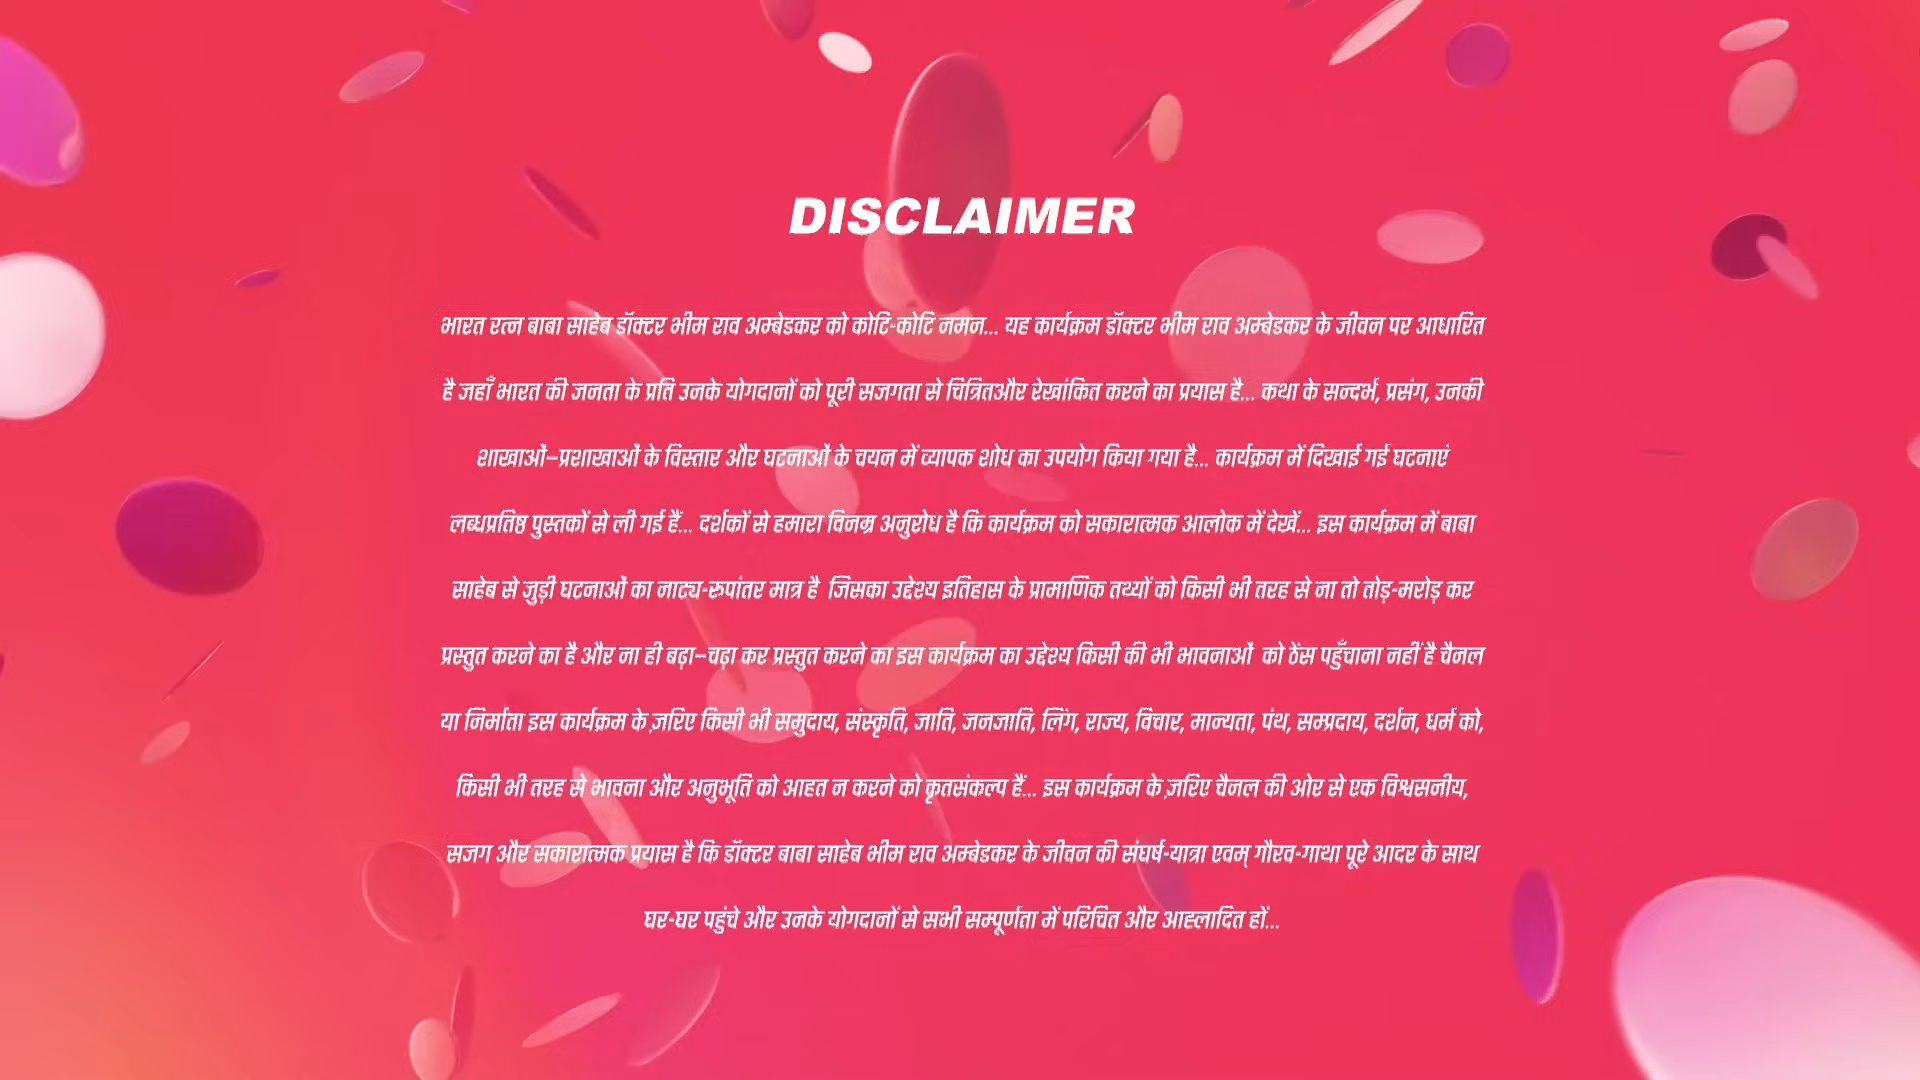 DISCLAIMER
भारत रत्न बाबा साहेब डॉक्टर भीम राव अम्बेडकर को कोटि-कोटि नमन... यह कार्यक्रम डॉक्टर भीम राव अम्बेडकर के जीवन पर आधारित
है जहाँ भारत की जनता के प्रति उनके योगदानों को पूरी सजगता से चित्रितऔर रेखांकित करने का प्रयास है... कथा के सन्दर्भ, प्रसंग, उनकी
शाखाओं–प्रशाखाओं के विस्तार और घटनाओं के चयन में व्यापक शोध का उपयोग किया गया है... कार्यक्रम में दिखाई गई घटनाएं
लब्धप्रतिष्ठ पुस्तकों से ली गई हैं... दर्शकों से हमारा विनम्र अनुरोध है कि कार्यक्रम को सकारात्मक आलोक में देखें... इस कार्यक्रम में बाबा
साहेब से जुड़ी घटनाओं का नाट्य-रुपांतर मात्र है जिसका उद्देश्य इतिहास के प्रामाणिक तथ्यों को किसी भी तरह से ना तो तोड़-मरोड़ कर
प्रस्तुत करने का है और ना ही बढ़ा–चढ़ा कर प्रस्तुत करने का इस कार्यक्रम का उद्देश्य किसी की भी भावनाओं को ठेंस पहुँचाना नहीं है चैनल
या निर्माता इस कार्यक्रम के ज़रिए किसी भी समुदाय, संस्कृति, जाति, जनजाति, लिंग, राज्य, विचार, मान्यता, पंथ, सम्प्रदाय, दर्शन, धर्म को,
किसी भी तरह से भावना और अनुभूति को आहत न करने को कृतसंकल्प हैं... इस कार्यक्रम के ज़रिए चैनल की ओर से एक विश्वसनीय,
सजग और सकारात्मक प्रयास है कि डॉक्टर बाबा साहेब भीम राव अम्बेडकर के जीवन की संघर्ष-यात्रा एवम् गौरव-गाथा पूरे आदर के साथ
घर-घर पहुंचे और उनके योगदानों से सभी सम्पूर्णता में परिचित और आह्लादित हों...